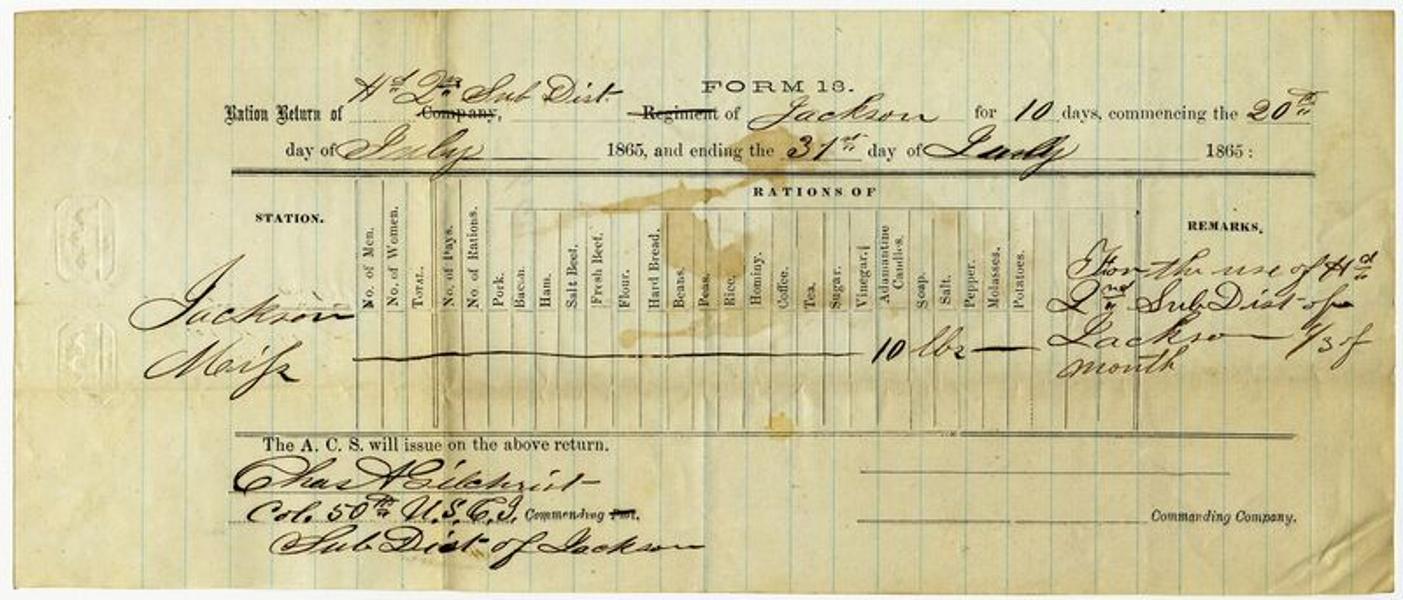 FORM 13.
Ration Return of Hd Qrs Sub Dist. Company, Regiment of Jackson for 10 days, commencing the 20th
day of July 1865, and ending the 31st day of July 1865:
RATIONS OF
STATION. No. of Men. No. of Women. Total. No. of Days. No. of Rations. Pork. Bacon. Ham. Salt Beef. Fresh Beef. Flour. Hard Bread. Beans. Peas. Rice. Hominy. Coffee. Tea. Sugar. Vinegar. Adamantine Candles. Soap. Salt. Pepper. Molasses. Potatoes. REMARKS.
Jackson
Miss
10 lbs
For the use of Hd
Qrs Sub Dist of
Jackson 1/3 of
month
The A. C. S. will issue on the above return.
Chas A Gilchrist
Col. 50th U.S.C.I. Commending Post.
Sub Dist of Jackson
Commanding Company.